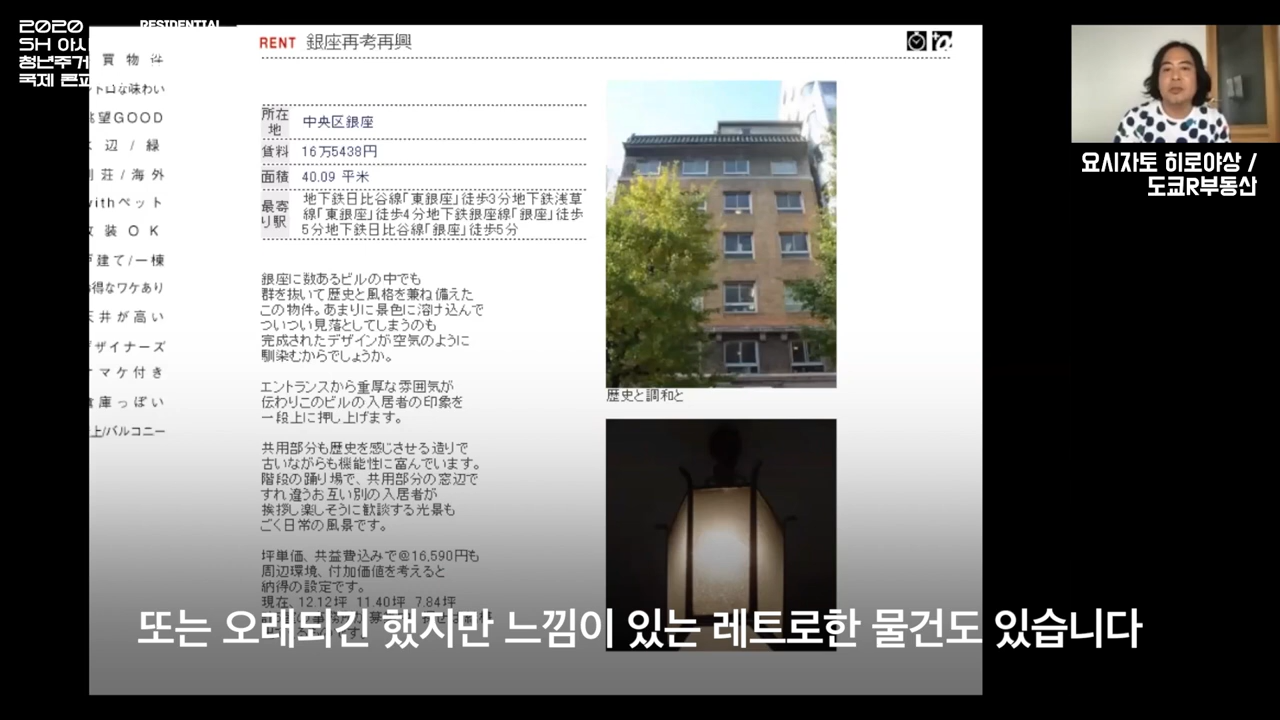 2020
RESIDENTIAL
SH
청년주거
국제
RENT 銀座再考再興
買物件
レトロな味わい
眺望GOOD
水辺/緑
別荘/海外
withペット
改装OK
戸建て/一棟
お得なワケあり
天井が高い
デザイナーズ
オマケ付き
倉庫っぽい
上/バルコニー
所在地 中央区銀座
賃料 16万5438円
面積 40.09 平米
最寄り駅 地下鉄日比谷線「東銀座」徒歩3分地下鉄浅草
線「東銀座」徒歩4分地下鉄銀座線「銀座」徒歩
5分地下鉄日比谷線「銀座」徒歩5分
銀座に数あるビルの中でも
群を抜いて歴史と風格を兼ね備えた
この物件。あまりに景色に溶け込んで
ついつい見落としてしまうのも
完成されたデザインが空気のように
馴染むからでしょうか。
エントランスから重厚な雰囲気が
伝わりこのビルの入居者の印象を
一段上に押し上げます。
共用部分も歴史を感じさせる造りで
古いながらも機能性に富んでいます。
階段の踊り場で、共用部分の窓辺で
すれ違うお互い別の入居者が
挨拶し楽しそうに歓談する光景も
ごく日常の風景です。
坪単価、共益費込みで@16,590円も
周辺環境、付加価値を考えると
納得の設定です。
現在、12.12坪 11.40坪 7.84坪
歴史と調和と
요시자토 히로야상 /
도쿄R부동산
또는 오래되긴 했지만 느낌이 있는 레트로한 물건도 있습니다